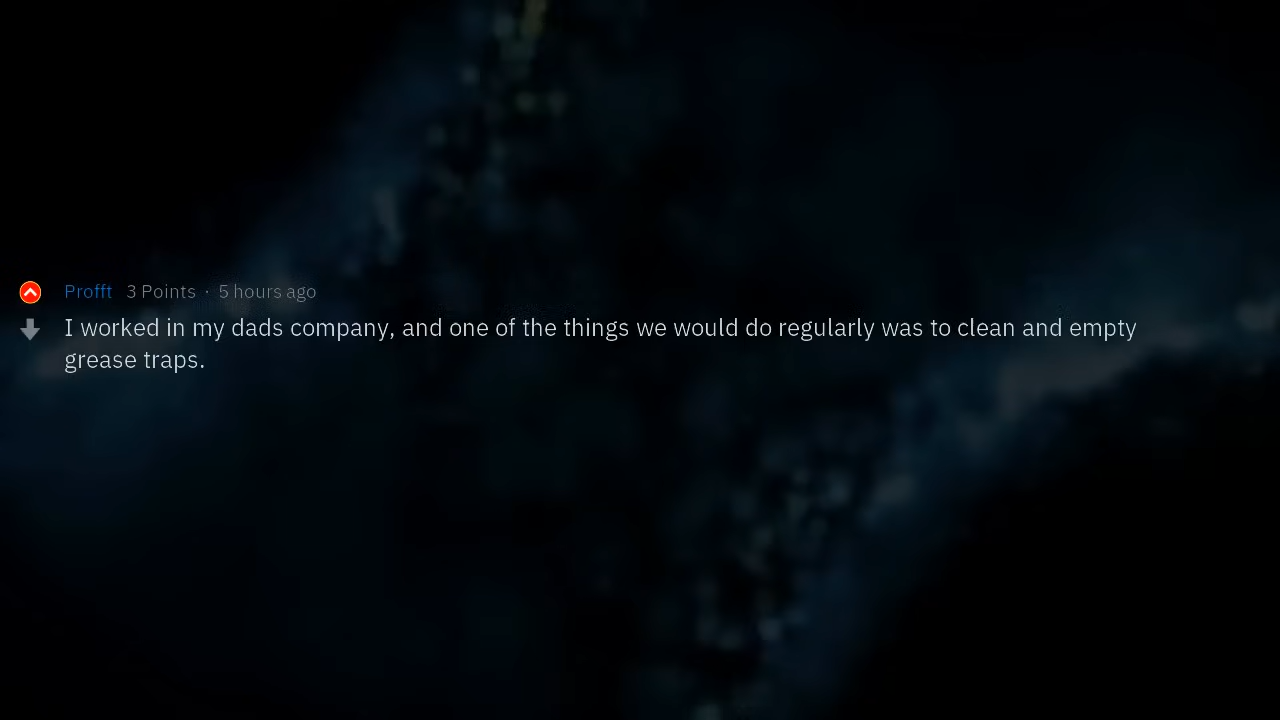 Profft 3 Points · 5 hours ago
I worked in my dads company, and one of the things we would do regularly was to clean and empty
grease traps.